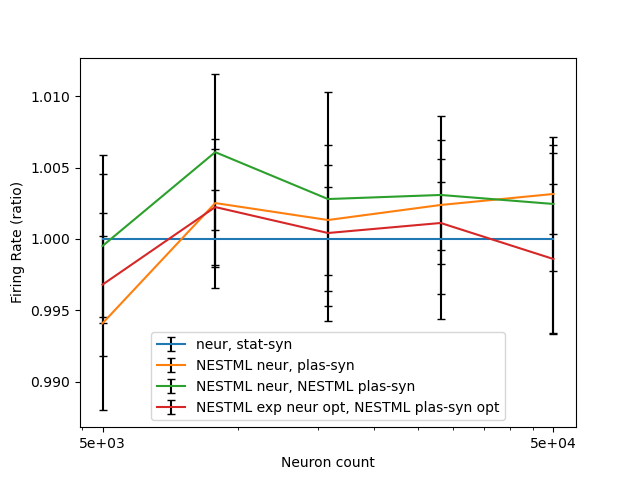 1.010
1.005
1.000
0.995
0.990
Firing Rate (ratio)
neur, stat-syn
NESTML neur, plas-syn
NESTML neur, NESTML plas-syn
NESTML exp neur opt, NESTML plas-syn opt
5e+03
5e+04
Neuron count